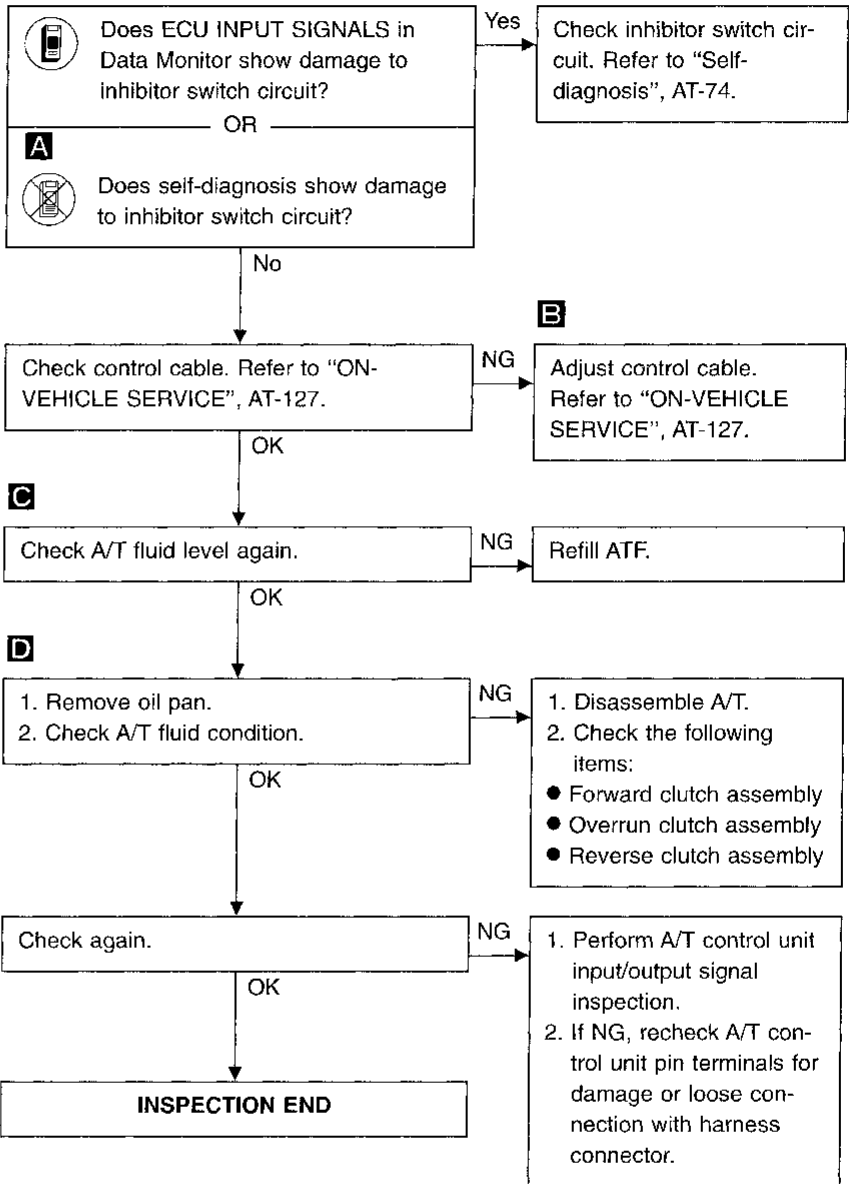 Does ECU INPUT SIGNALS in
Data Monitor show damage to
inhibitor switch circuit?
Yes
Check inhibitor switch cir-
cuit. Refer to “Self-
diagnosis”, AT-74.
OR
A
Does self-diagnosis show damage
to inhibitor switch circuit?
No
Check control cable. Refer to “ON-
VEHICLE SERVICE”, AT-127.
NG
B
Adjust control cable.
Refer to “ON-VEHICLE
SERVICE”, AT-127.
OK
C
Check A/T fluid level again.
NG
Refill ATF.
OK
D
1. Remove oil pan.
2. Check A/T fluid condition.
NG
1. Disassemble A/T.
2. Check the following
items:
● Forward clutch assembly
● Overrun clutch assembly
● Reverse clutch assembly
OK
Check again.
NG
1. Perform A/T control unit
input/output signal
inspection.
2. If NG, recheck A/T con-
trol unit pin terminals for
damage or loose con-
nection with harness
connector.
OK
INSPECTION END